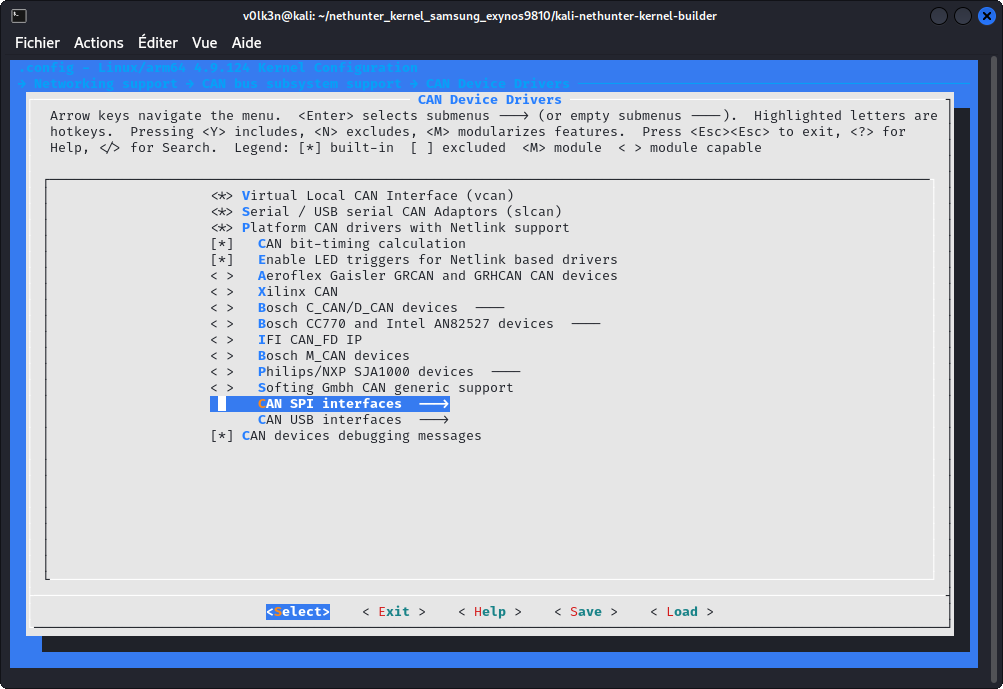 v0lk3n@kali: ~/nethunter_kernel_samsung_exynos9810/kali-nethunter-kernel-builder
Fichier Actions Éditer Vue Aide
.config - Linux/arm64 4.9.124 Kernel Configuration
→ Networking support → CAN bus subsystem support → CAN Device Drivers
CAN Device Drivers
Arrow keys navigate the menu. <Enter> selects submenus ---> (or empty submenus ----). Highlighted letters are
hotkeys. Pressing <Y> includes, <N> excludes, <M> modularizes features. Press <Esc><Esc> to exit, <?> for
Help, </> for Search. Legend: [*] built-in [ ] excluded <M> module < > module capable
<*> Virtual Local CAN Interface (vcan)
<*> Serial / USB serial CAN Adaptors (slcan)
<*> Platform CAN drivers with Netlink support
[*] CAN bit-timing calculation
[*] Enable LED triggers for Netlink based drivers
< > Aeroflex Gaisler GRCAN and GRHCAN CAN devices
< > Xilinx CAN
< > Bosch C_CAN/D_CAN devices ----
< > Bosch CC770 and Intel AN82527 devices ----
< > IFI CAN_FD IP
< > Bosch M_CAN devices
< > Philips/NXP SJA1000 devices ----
< > Softing Gmbh CAN generic support
CAN SPI interfaces --->
CAN USB interfaces --->
[*] CAN devices debugging messages
<Select> < Exit > < Help > < Save > < Load >